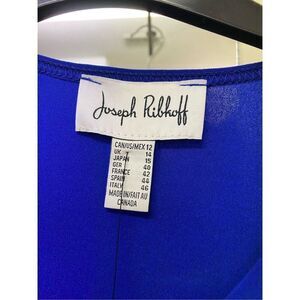 Joseph Ribkoff
CAN/US/MEX 12
UK 14
JAPAN 15
GER 40
FRANCE 42
SPAIN 44
ITALY 46
MADE IN/FAIT AU
CANADA